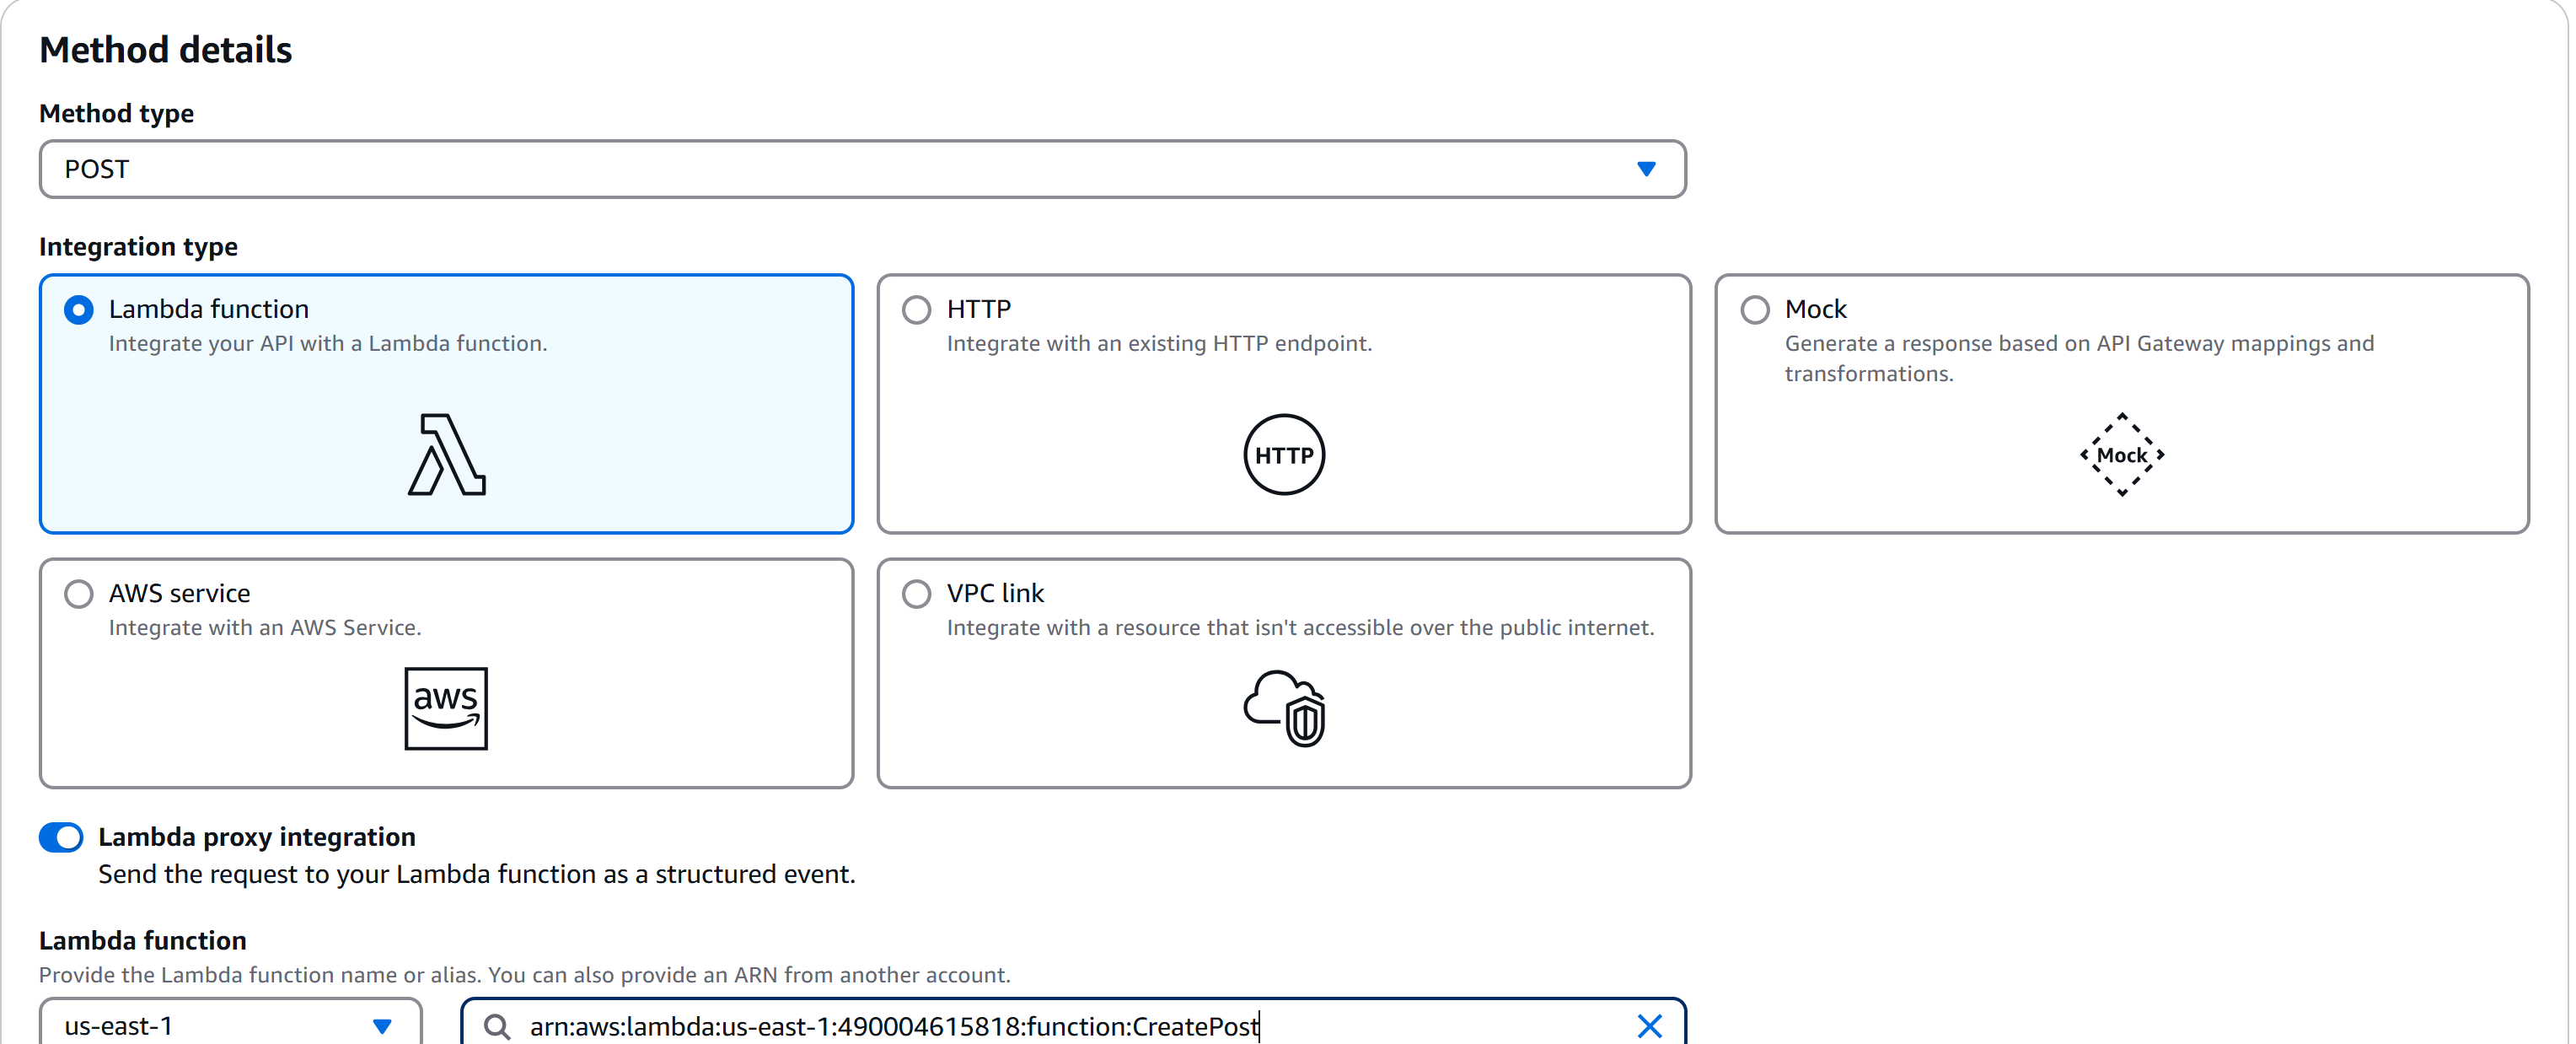 Method details
Method type
POST
Integration type
Lambda function
Integrate your API with a Lambda function.
HTTP
Integrate with an existing HTTP endpoint.
HTTP
Mock
Generate a response based on API Gateway mappings and
transformations.
Mock
AWS service
Integrate with an AWS Service.
aws
VPC link
Integrate with a resource that isn't accessible over the public internet.
Lambda proxy integration
Send the request to your Lambda function as a structured event.
Lambda function
Provide the Lambda function name or alias. You can also provide an ARN from another account.
us-east-1
arn:aws:lambda:us-east-1:490004615818:function:CreatePost